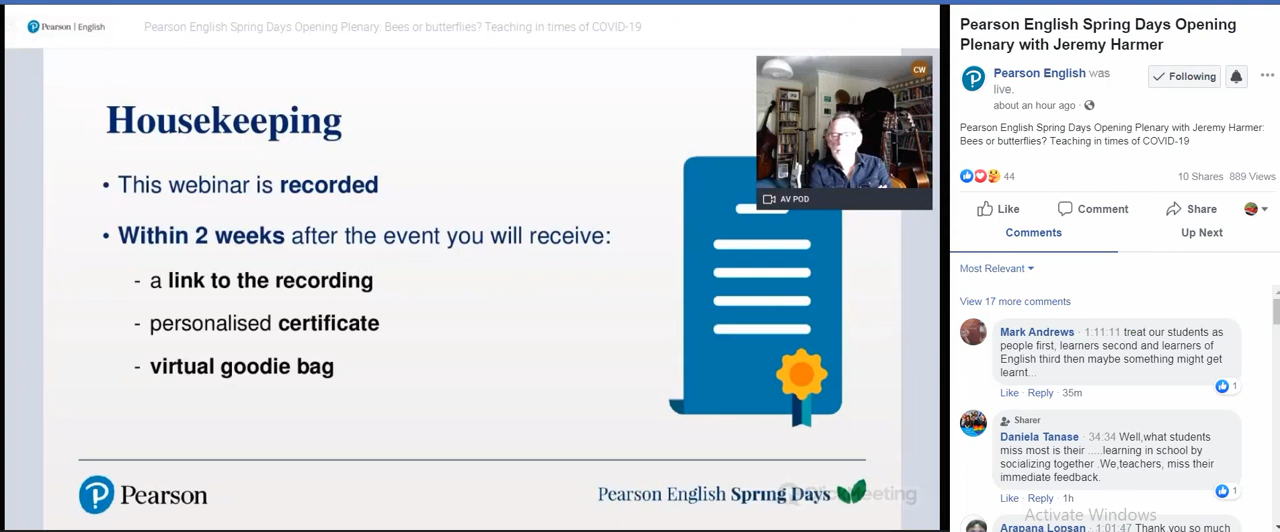 Pearson | English
Pearson English Spring Days Opening Plenary: Bees or butterflies? Teaching in times of COVID-19
Housekeeping
• This webinar is recorded
• Within 2 weeks after the event you will receive:
- a link to the recording
- personalised certificate
- virtual goodie bag
CW
AV POD
Pearson
Pearson English Spring Days
ClickMeeting
Pearson English Spring Days Opening
Plenary with Jeremy Harmer
Pearson English was
live.
Following
about an hour ago
Pearson English Spring Days Opening Plenary with Jeremy Harmer:
Bees or butterflies? Teaching in times of COVID-19
44
10 Shares 889 Views
Like Comment Share
Comments Up Next
Most Relevant
View 17 more comments
Mark Andrews · 1:11:11 treat our students as
people first, learners second and learners of
English third then maybe something might get
learnt...
1
Like · Reply · 35m
Sharer
Daniela Tanase · 34:34 Well,what students
miss most is their .....learning in school by
socializing together .We,teachers, miss their
immediate feedback.
1
Like · Reply · 1h
Arapana Lopsan · 1:01:47 Thank you so much
Activate Windows